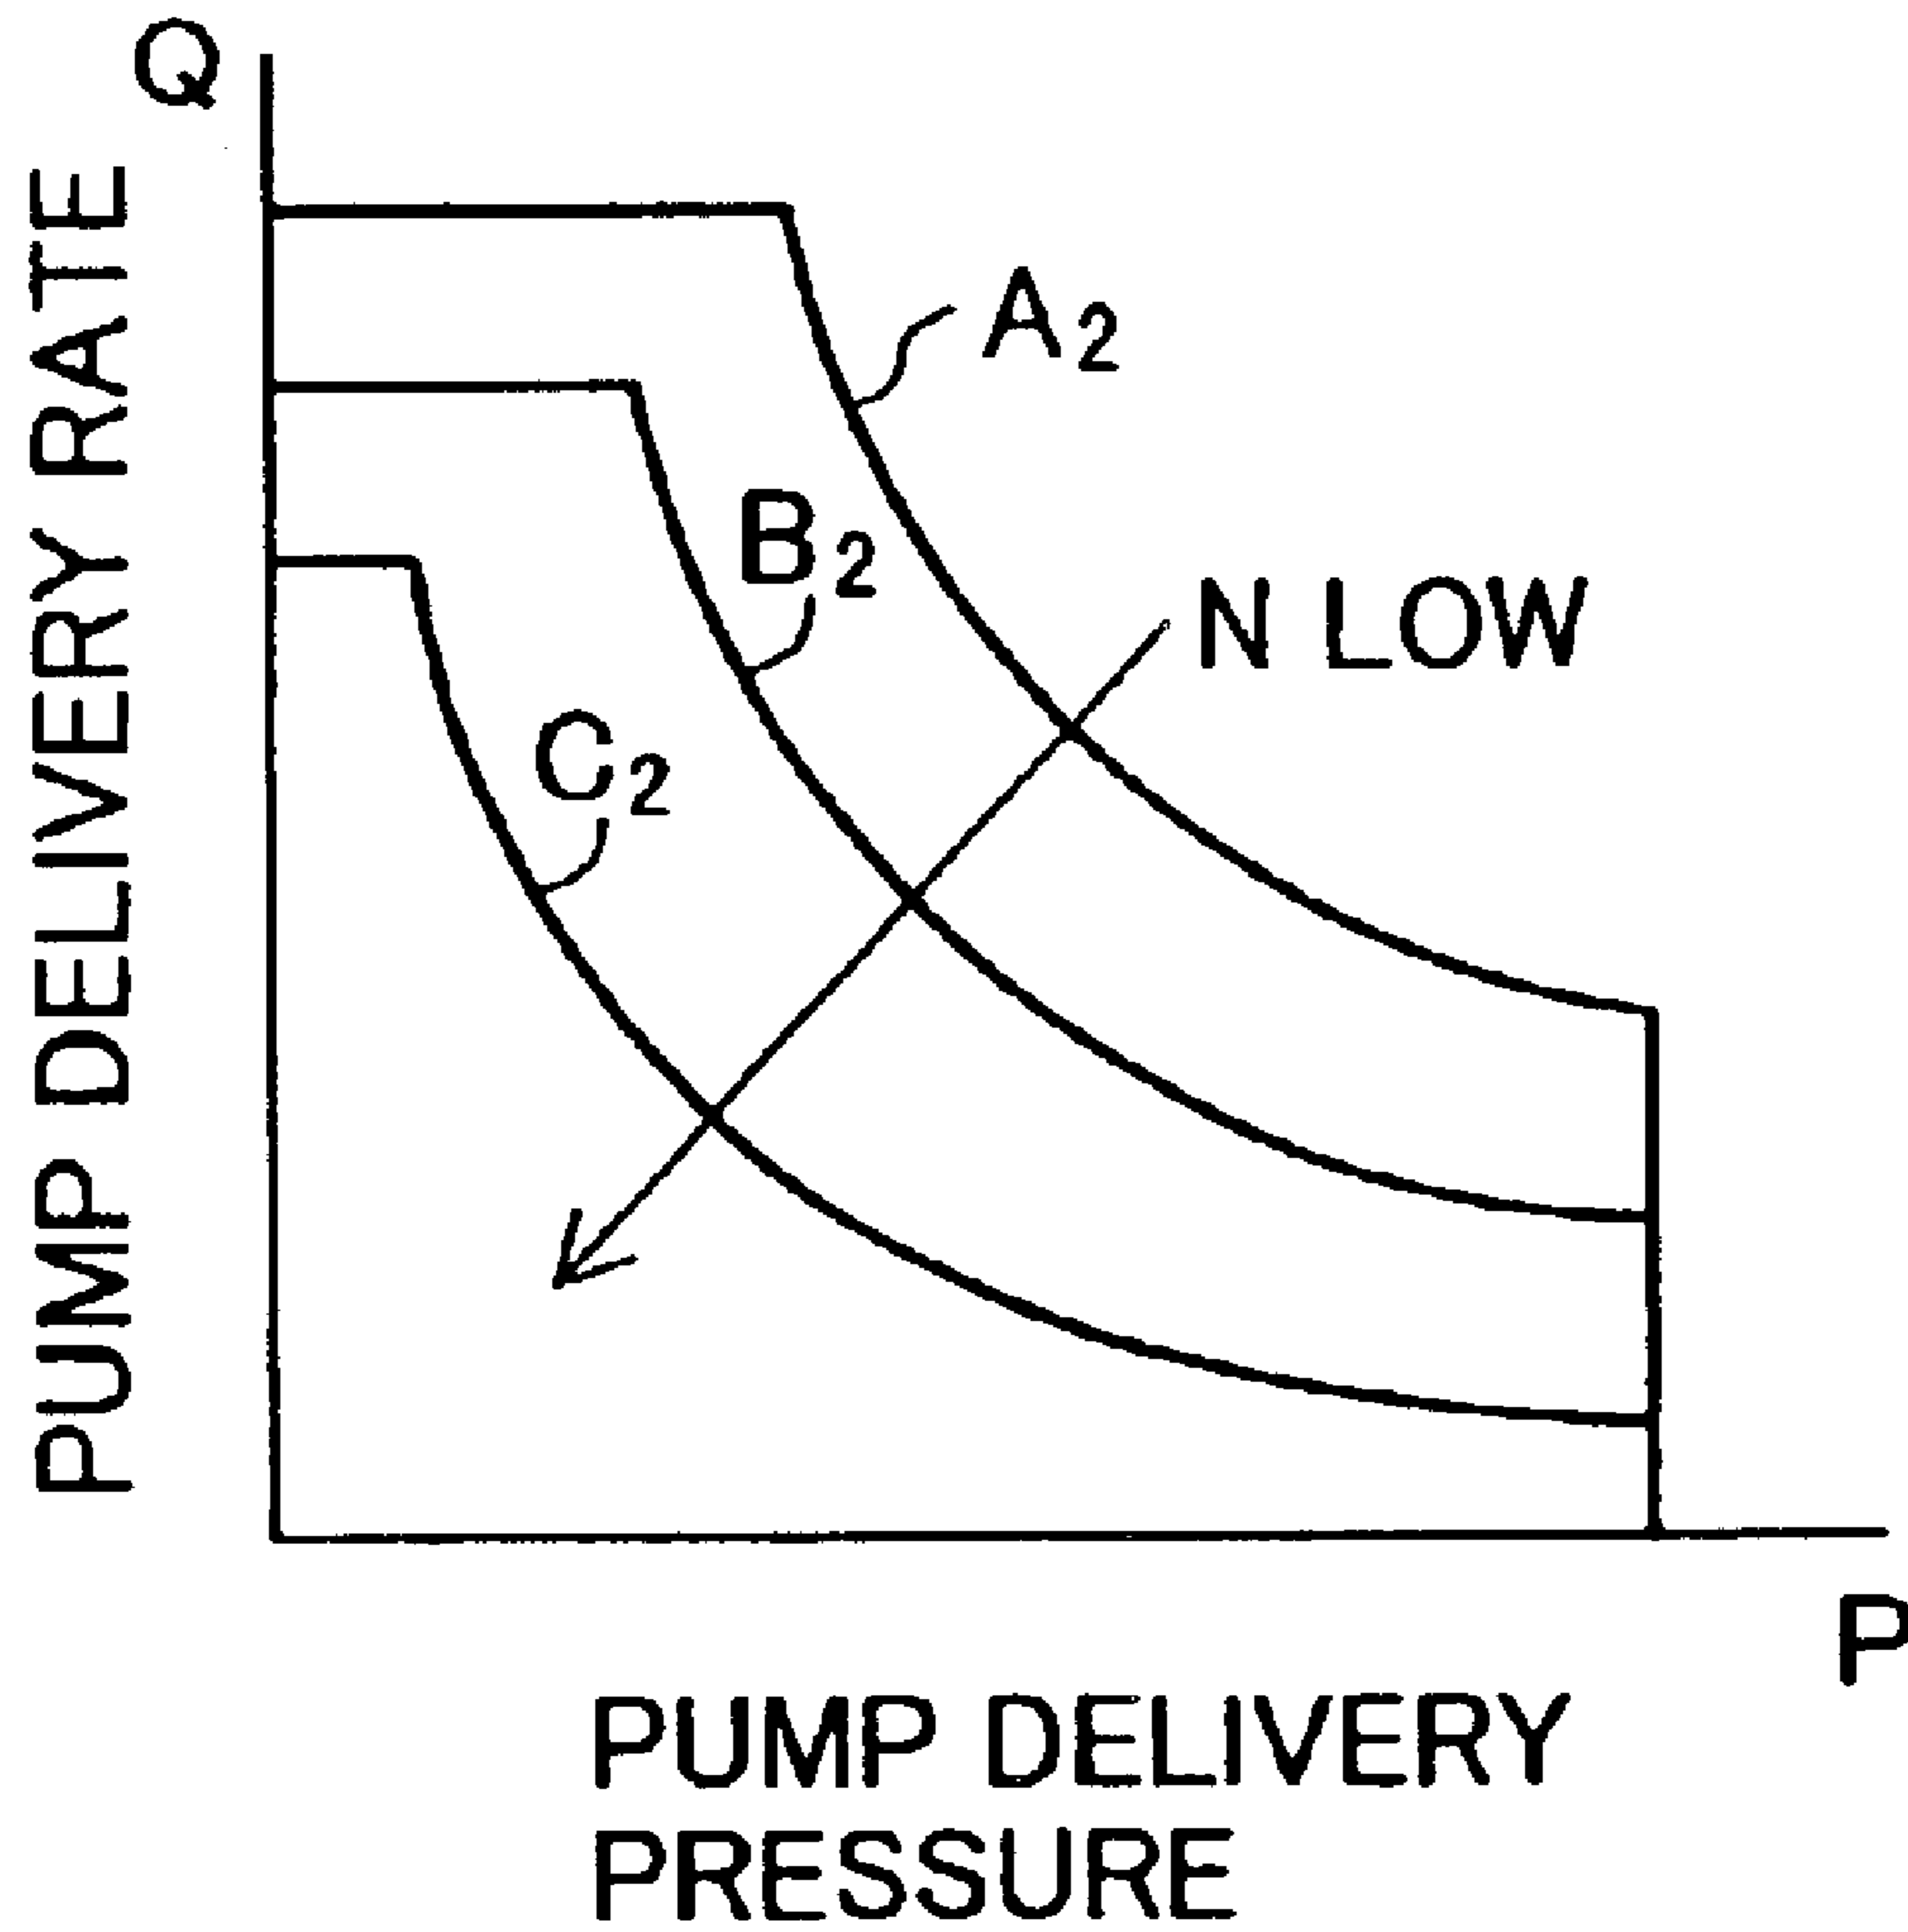 Q
PUMP DELIVERY RATE
A2
B2
N LOW
C2
P
PUMP DELIVERY
PRESSURE